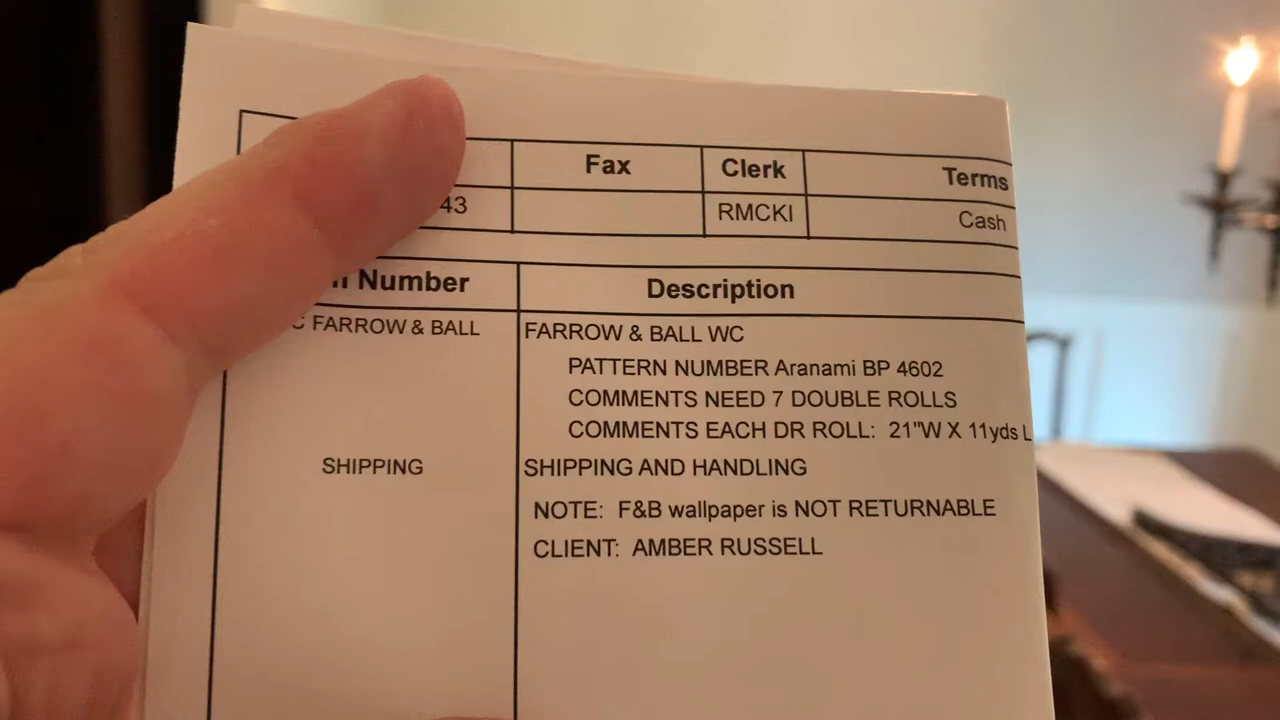 Fax Clerk Terms
43 RMCKI Cash
Number Description
FARROW & BALL FARROW & BALL WC
PATTERN NUMBER Aranami BP 4602
COMMENTS NEED 7 DOUBLE ROLLS
COMMENTS EACH DR ROLL: 21"W X 11yds L
SHIPPING SHIPPING AND HANDLING
NOTE: F&B wallpaper is NOT RETURNABLE
CLIENT: AMBER RUSSELL